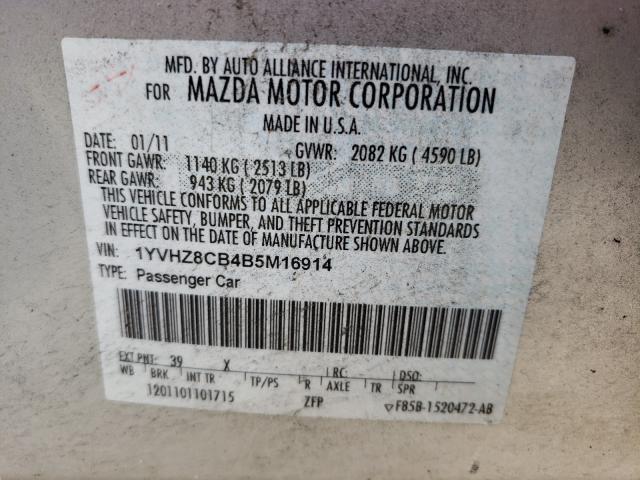 MFD. BY AUTO ALLIANCE INTERNATIONAL, INC.
FOR MAZDA MOTOR CORPORATION
MADE IN U.S.A.
DATE: 01/11 GVWR: 2082 KG ( 4590 LB)
FRONT GAWR: 1140 KG ( 2513 LB)
REAR GAWR: 943 KG ( 2079 LB)
THIS VEHICLE CONFORMS TO ALL APPLICABLE FEDERAL MOTOR
VEHICLE SAFETY, BUMPER, AND THEFT PREVENTION STANDARDS
IN EFFECT ON THE DATE OF MANUFACTURE SHOWN ABOVE.
VIN: 1YVHZ8CB4B5M16914
TYPE: Passenger Car
EXT PNT: 39 X RC: DSO:
WB BRK INT TR TP/PS R AXLE TR SPR
1201101101715 ZFP ▽F85B-1520472-AB